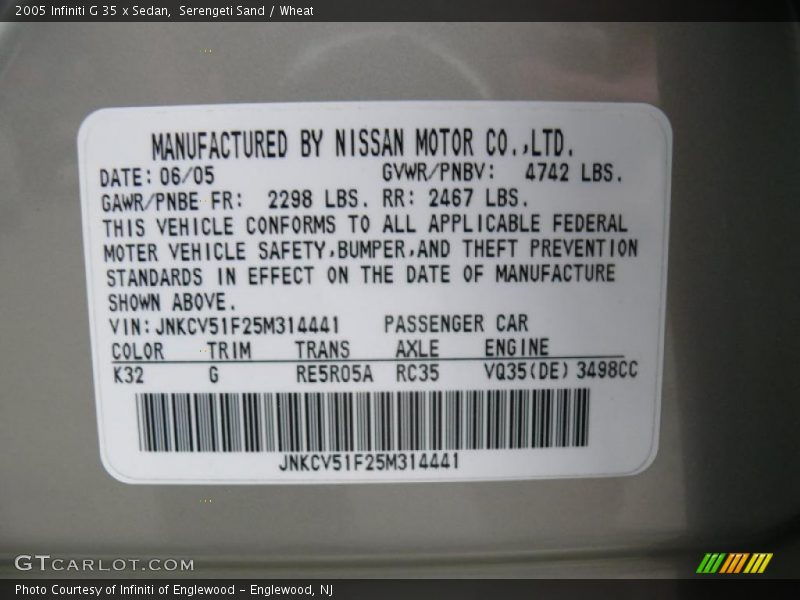 2005 Infiniti G 35 x Sedan,  Serengeti Sand / Wheat
MANUFACTURED BY NISSAN MOTOR CO.,LTD.
DATE: 06/05 GVWR/PNBV: 4742 LBS.
GAWR/PNBE FR: 2298 LBS. RR: 2467 LBS.
THIS VEHICLE CONFORMS TO ALL APPLICABLE FEDERAL
MOTER VEHICLE SAFETY,BUMPER,AND THEFT PREVENTION
STANDARDS IN EFFECT ON THE DATE OF MANUFACTURE
SHOWN ABOVE.
VIN: JNKCV51F25M314441 PASSENGER CAR
COLOR TRIM TRANS AXLE ENGINE
K32 G RE5R05A RC35 VQ35(DE) 3498CC
JNKCV51F25M314441
GTCARLOT.COM
Photo Courtesy of Infiniti of Englewood - Englewood, NJ